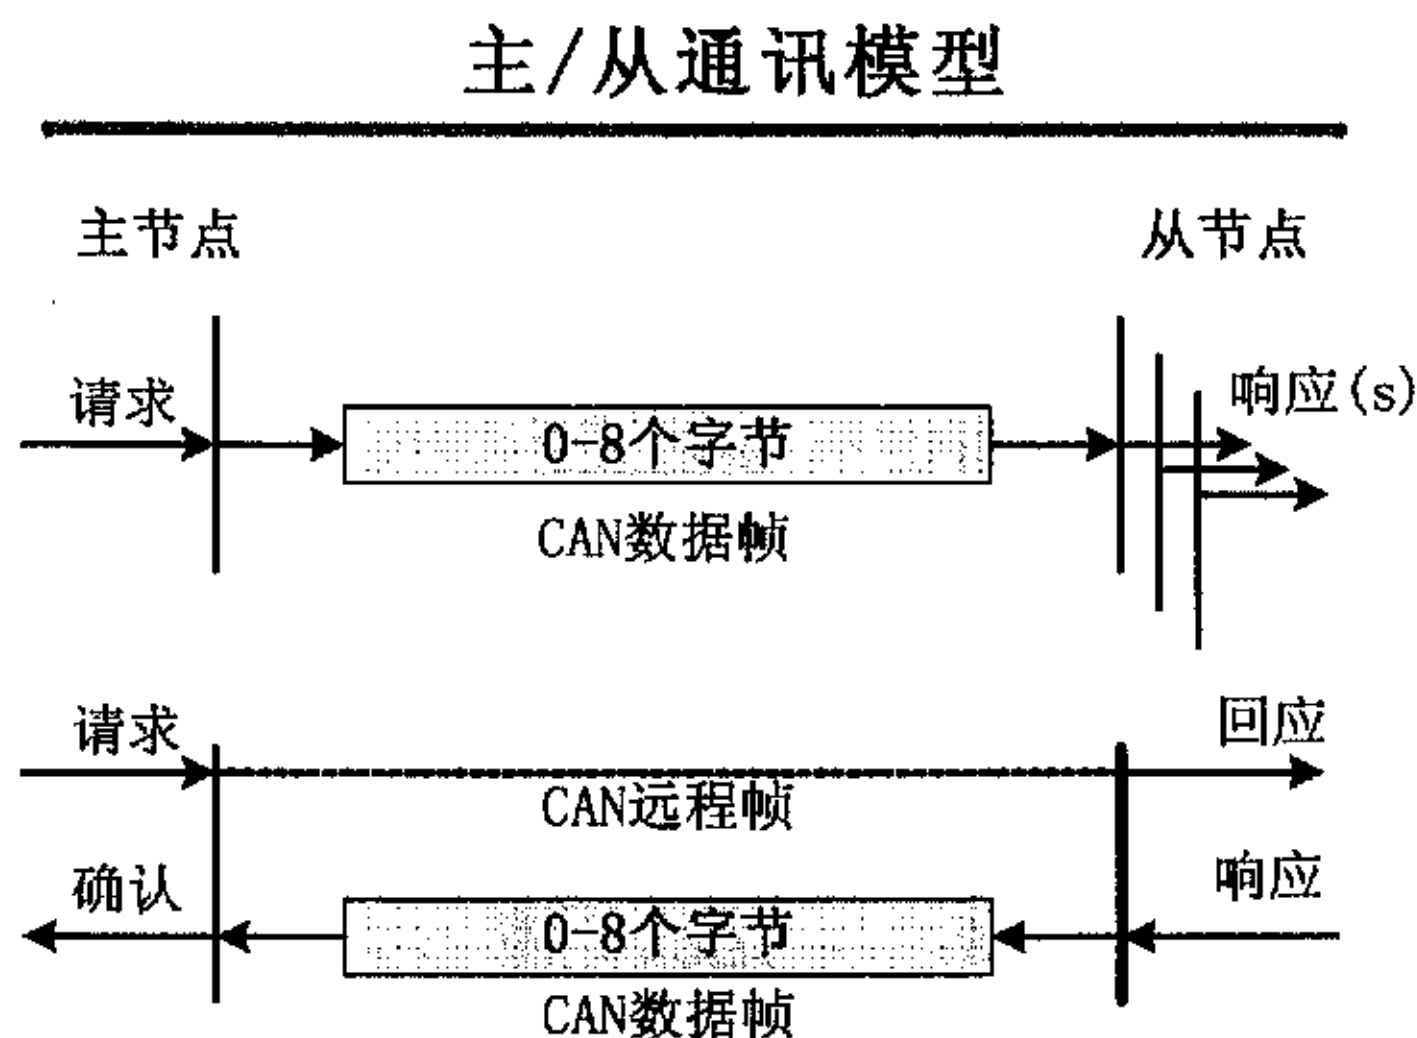 主/从通讯模型
主节点
从节点
请求
响应(s)
0-8个字节
CAN数据帧
请求
回应
CAN远程帧
确认
响应
0-8个字节
CAN数据帧